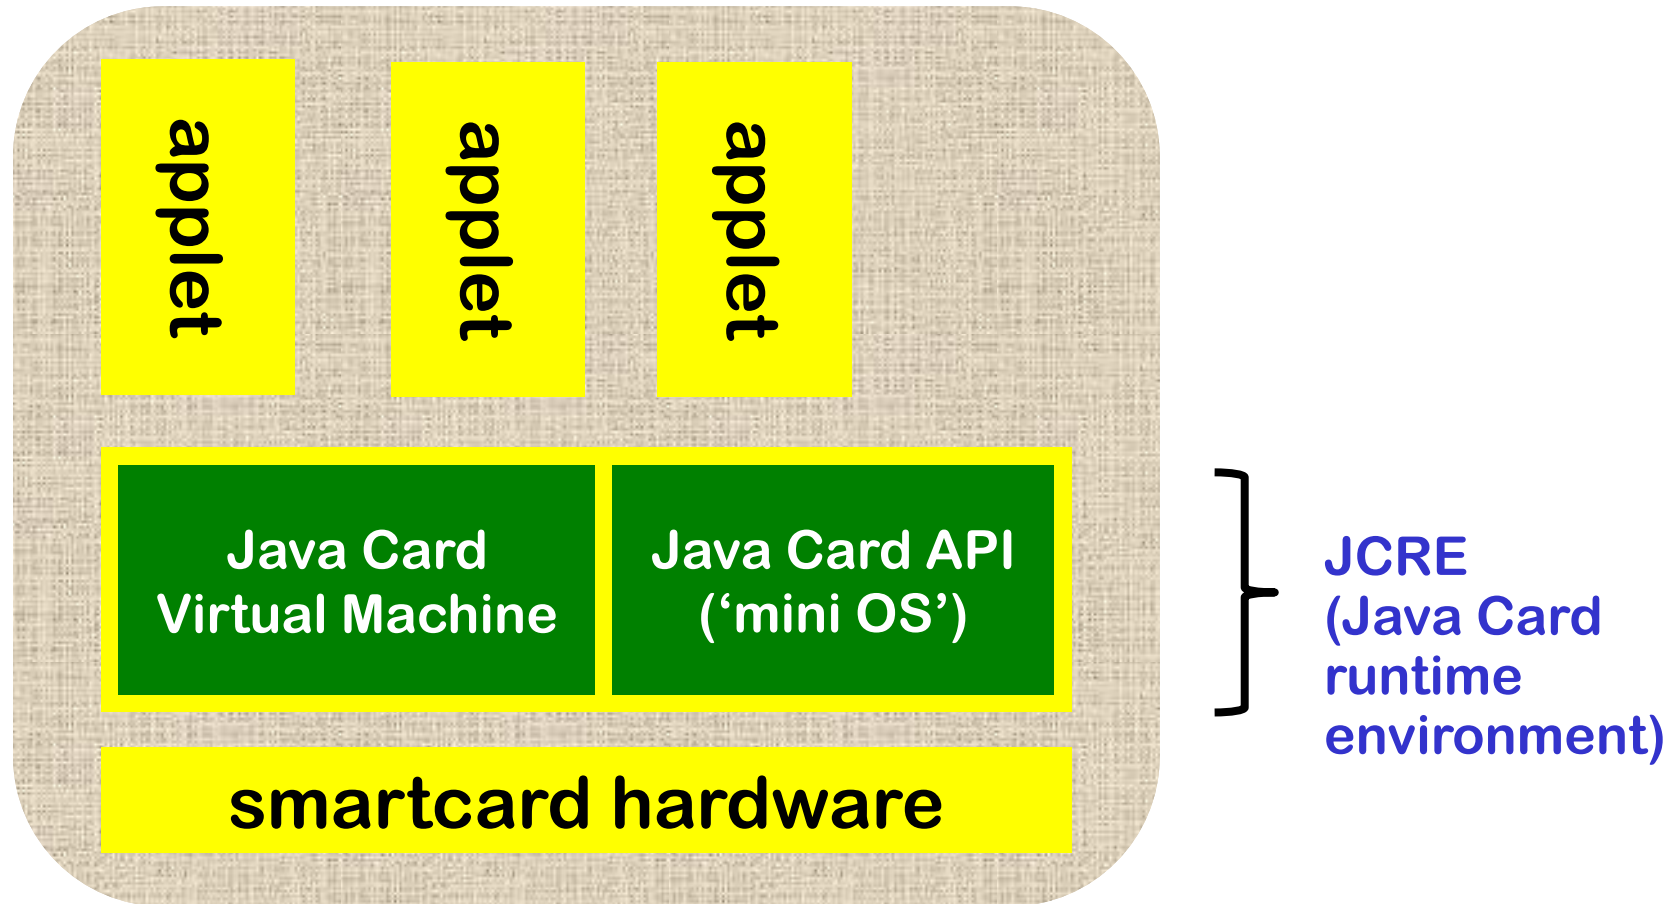 applet
applet
applet
Java Card
Virtual Machine
Java Card API
(‘mini OS’)
JCRE
(Java Card
runtime
environment)
smartcard hardware